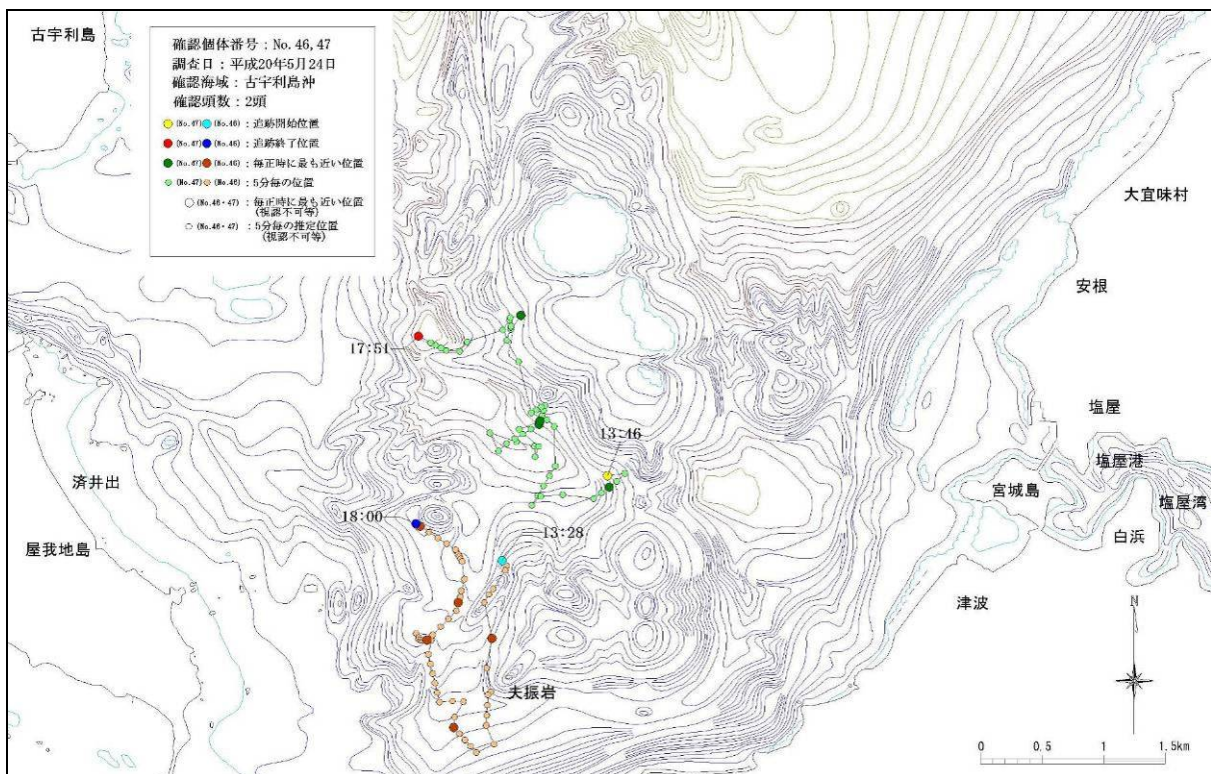 古宇利島
確認個体番号：No.46,47
調査日：平成20年5月24日
確認海域：古宇利島沖
確認頭数：2頭
(No.47) (No.46)：追跡開始位置
(No.47) (No.46)：追跡終了位置
(No.47) (No.46)：毎正時に最も近い位置
(No.47) (No.46)：5分毎の位置
(No.46・47)：毎正時に最も近い位置
(視認不可等)
(No.46・47)：5分毎の推定位置
(視認不可等)
大宜味村
安根
17:51
塩屋
13:46
塩屋港
済井出
宮城島
塩屋湾
18:00
13:28
白浜
屋我地島
津波
N
夫振岩
0 0.5 1 1.5km